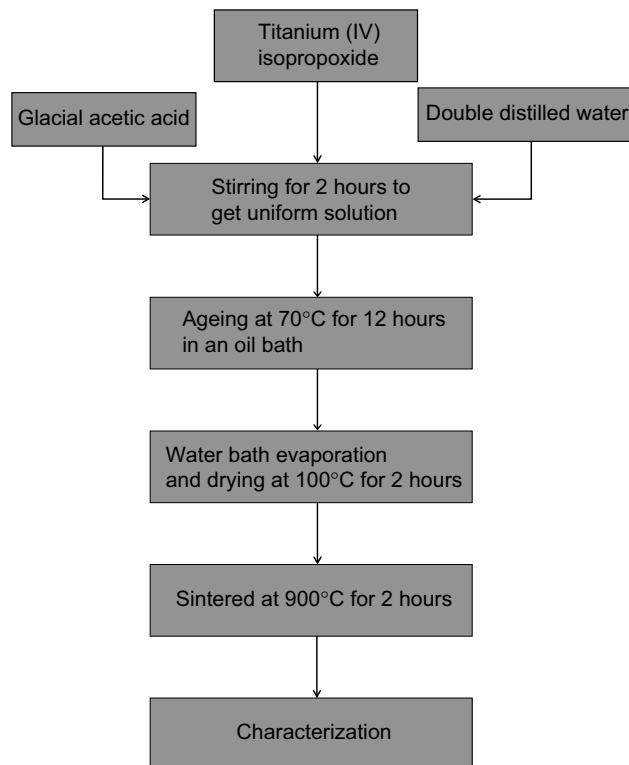 Titanium (IV)
isopropoxide
Glacial acetic acid
Double distilled water
Stirring for 2 hours to
get uniform solution
Ageing at 70°C for 12 hours
in an oil bath
Water bath evaporation
and drying at 100°C for 2 hours
Sintered at 900°C for 2 hours
Characterization